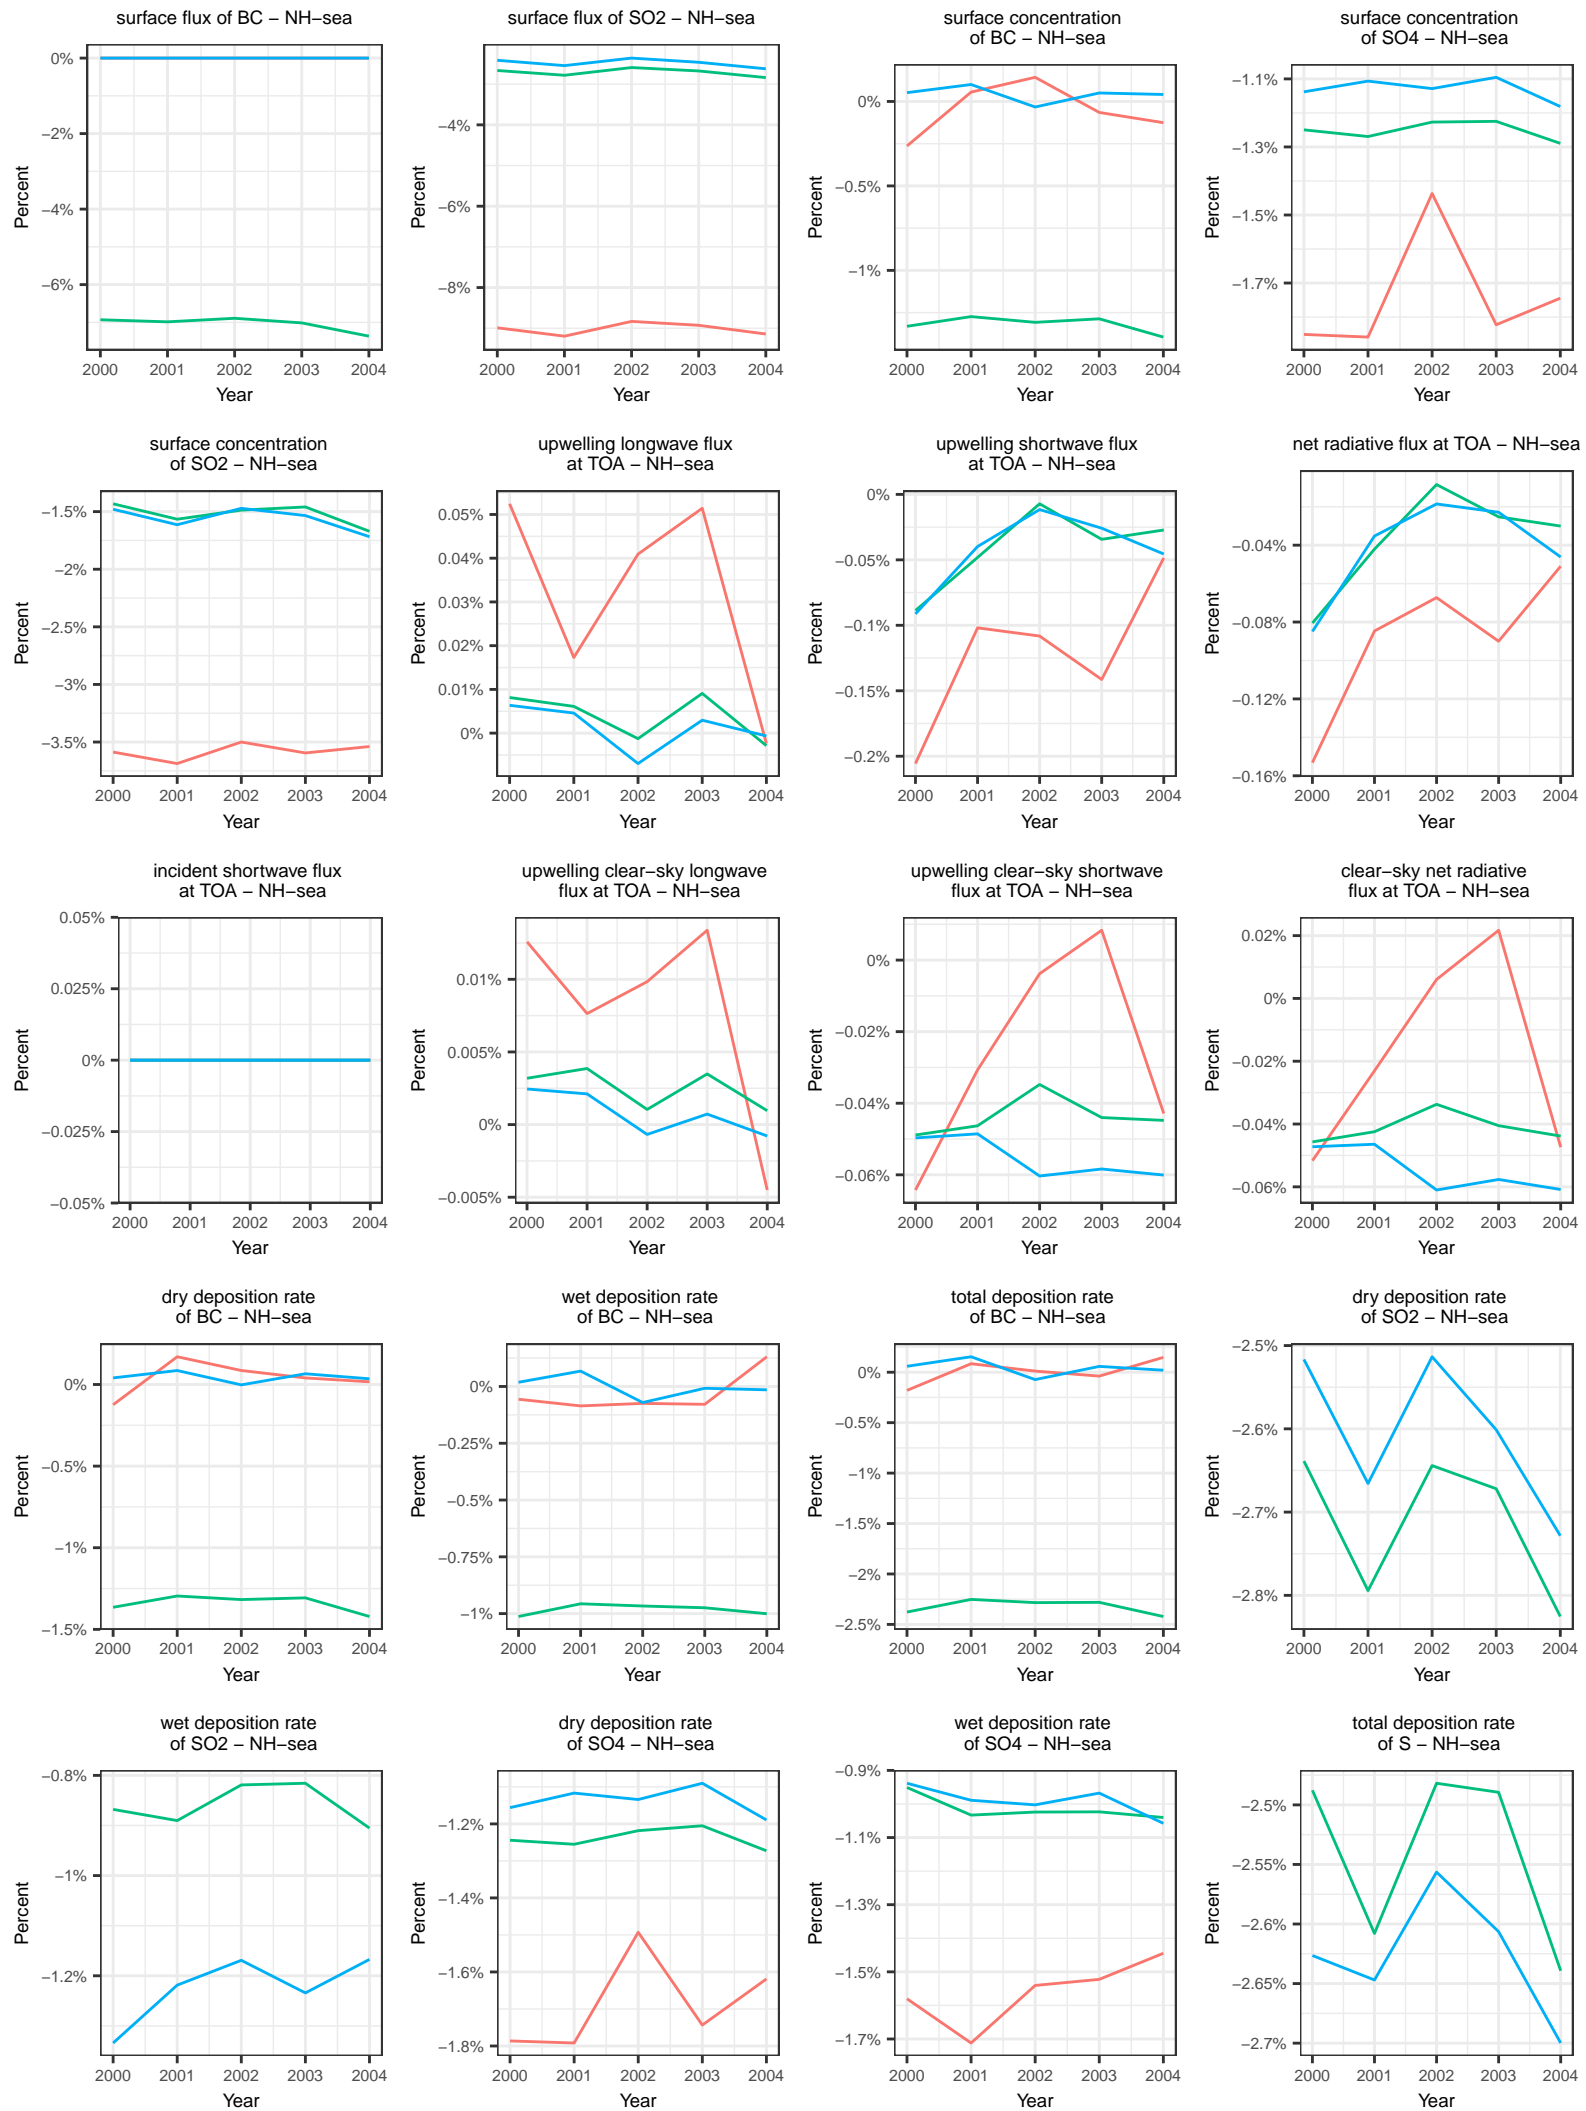 surface flux of BC − NH−sea
Percent
0%
−2%
−4%
−6%
2000 2001 2002 2003 2004
Year
surface flux of SO2 − NH−sea
Percent
−4%
−6%
−8%
2000 2001 2002 2003 2004
Year
surface concentration
of BC − NH−sea
Percent
0%
−0.5%
−1%
2000 2001 2002 2003 2004
Year
surface concentration
of SO4 − NH−sea
Percent
−1.1%
−1.3%
−1.5%
−1.7%
2000 2001 2002 2003 2004
Year
surface concentration
of SO2 − NH−sea
Percent
−1.5%
−2%
−2.5%
−3%
−3.5%
2000 2001 2002 2003 2004
Year
upwelling longwave flux
at TOA − NH−sea
Percent
0.05%
0.04%
0.03%
0.02%
0.01%
0%
2000 2001 2002 2003 2004
Year
upwelling shortwave flux
at TOA − NH−sea
Percent
0%
−0.05%
−0.1%
−0.15%
−0.2%
2000 2001 2002 2003 2004
Year
net radiative flux at TOA − NH−sea
Percent
−0.04%
−0.08%
−0.12%
−0.16%
2000 2001 2002 2003 2004
Year
incident shortwave flux
at TOA − NH−sea
Percent
0.05%
0.025%
0%
−0.025%
−0.05%
2000 2001 2002 2003 2004
Year
upwelling clear−sky longwave
flux at TOA − NH−sea
Percent
0.01%
0.005%
0%
−0.005%
2000 2001 2002 2003 2004
Year
upwelling clear−sky shortwave
flux at TOA − NH−sea
Percent
0%
−0.02%
−0.04%
−0.06%
2000 2001 2002 2003 2004
Year
clear−sky net radiative
flux at TOA − NH−sea
Percent
0.02%
0%
−0.02%
−0.04%
−0.06%
2000 2001 2002 2003 2004
Year
dry deposition rate
of BC − NH−sea
Percent
0%
−0.5%
−1%
−1.5%
2000 2001 2002 2003 2004
Year
wet deposition rate
of BC − NH−sea
Percent
0%
−0.25%
−0.5%
−0.75%
−1%
2000 2001 2002 2003 2004
Year
total deposition rate
of BC − NH−sea
Percent
0%
−0.5%
−1%
−1.5%
−2%
−2.5%
2000 2001 2002 2003 2004
Year
dry deposition rate
of SO2 − NH−sea
Percent
−2.5%
−2.6%
−2.7%
−2.8%
2000 2001 2002 2003 2004
Year
wet deposition rate
of SO2 − NH−sea
Percent
−0.8%
−1%
−1.2%
2000 2001 2002 2003 2004
Year
dry deposition rate
of SO4 − NH−sea
Percent
−1.2%
−1.4%
−1.6%
−1.8%
2000 2001 2002 2003 2004
Year
wet deposition rate
of SO4 − NH−sea
Percent
−0.9%
−1.1%
−1.3%
−1.5%
−1.7%
2000 2001 2002 2003 2004
Year
total deposition rate
of S − NH−sea
Percent
−2.5%
−2.55%
−2.6%
−2.65%
−2.7%
2000 2001 2002 2003 2004
Year